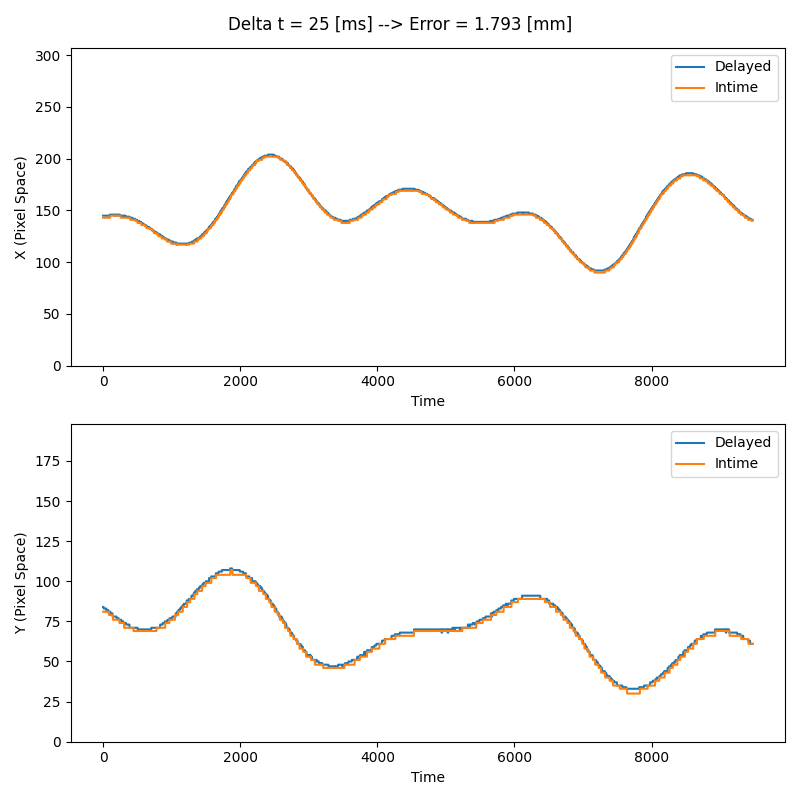 Delta t = 25 [ms] --> Error = 1.793 [mm]
300
250
200
150
100
50
0
X (Pixel Space)
Delayed
Intime
0 2000 4000 6000 8000
Time
175
150
125
100
75
50
25
0
Y (Pixel Space)
Delayed
Intime
0 2000 4000 6000 8000
Time